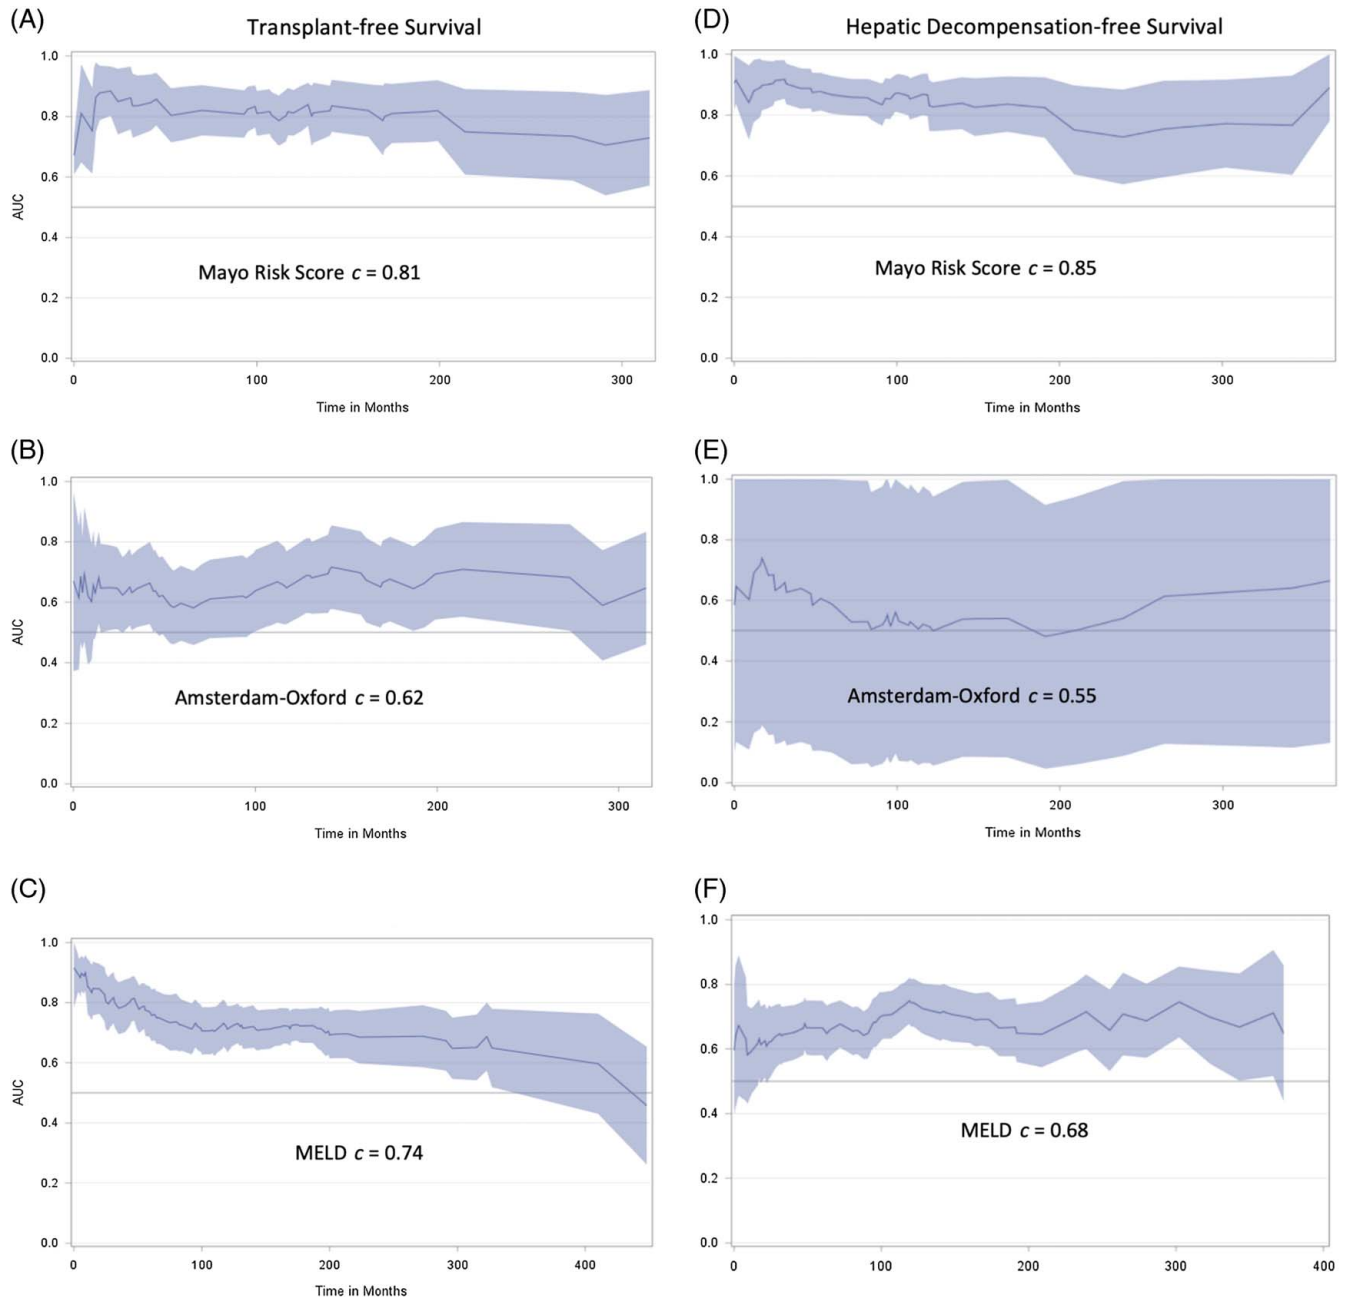 (A)
Transplant-free Survival
1.0
0.8
0.6
0.4
0.2
0.0
AUC
Mayo Risk Score c = 0.81
0 100 200 300
Time in Months
(D)
Hepatic Decompensation-free Survival
1.0
0.8
0.6
0.4
0.2
0.0
Mayo Risk Score c = 0.85
0 100 200 300
Time in Months
(B)
1.0
0.8
0.6
0.4
0.2
0.0
AUC
Amsterdam-Oxford c = 0.62
0 100 200 300
Time in Months
(E)
1.0
0.8
0.6
0.4
0.2
0.0
Amsterdam-Oxford c = 0.55
0 100 200 300
Time in Months
(C)
1.0
0.8
0.6
0.4
0.2
0.0
AUC
MELD c = 0.74
0 100 200 300 400
Time in Months
(F)
1.0
0.8
0.6
0.4
0.2
0.0
MELD c = 0.68
0 100 200 300 400